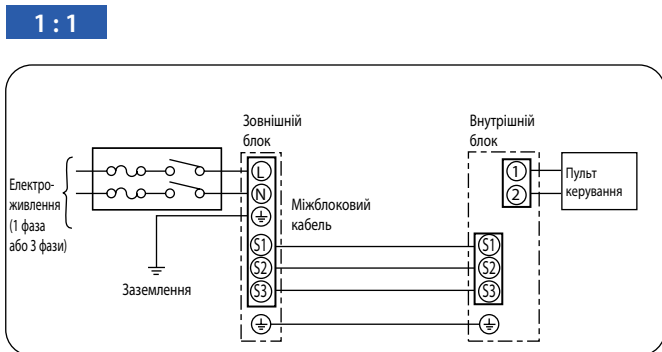 1 : 1
Зовнішній
блок
Внутрішній
блок
Електро-
живлення
(1 фаза
або 3 фази)
L
N
S1
S2
S3
Заземлення
Міжблоковий
кабель
1
2
S1
S2
S3
Пульт
керування